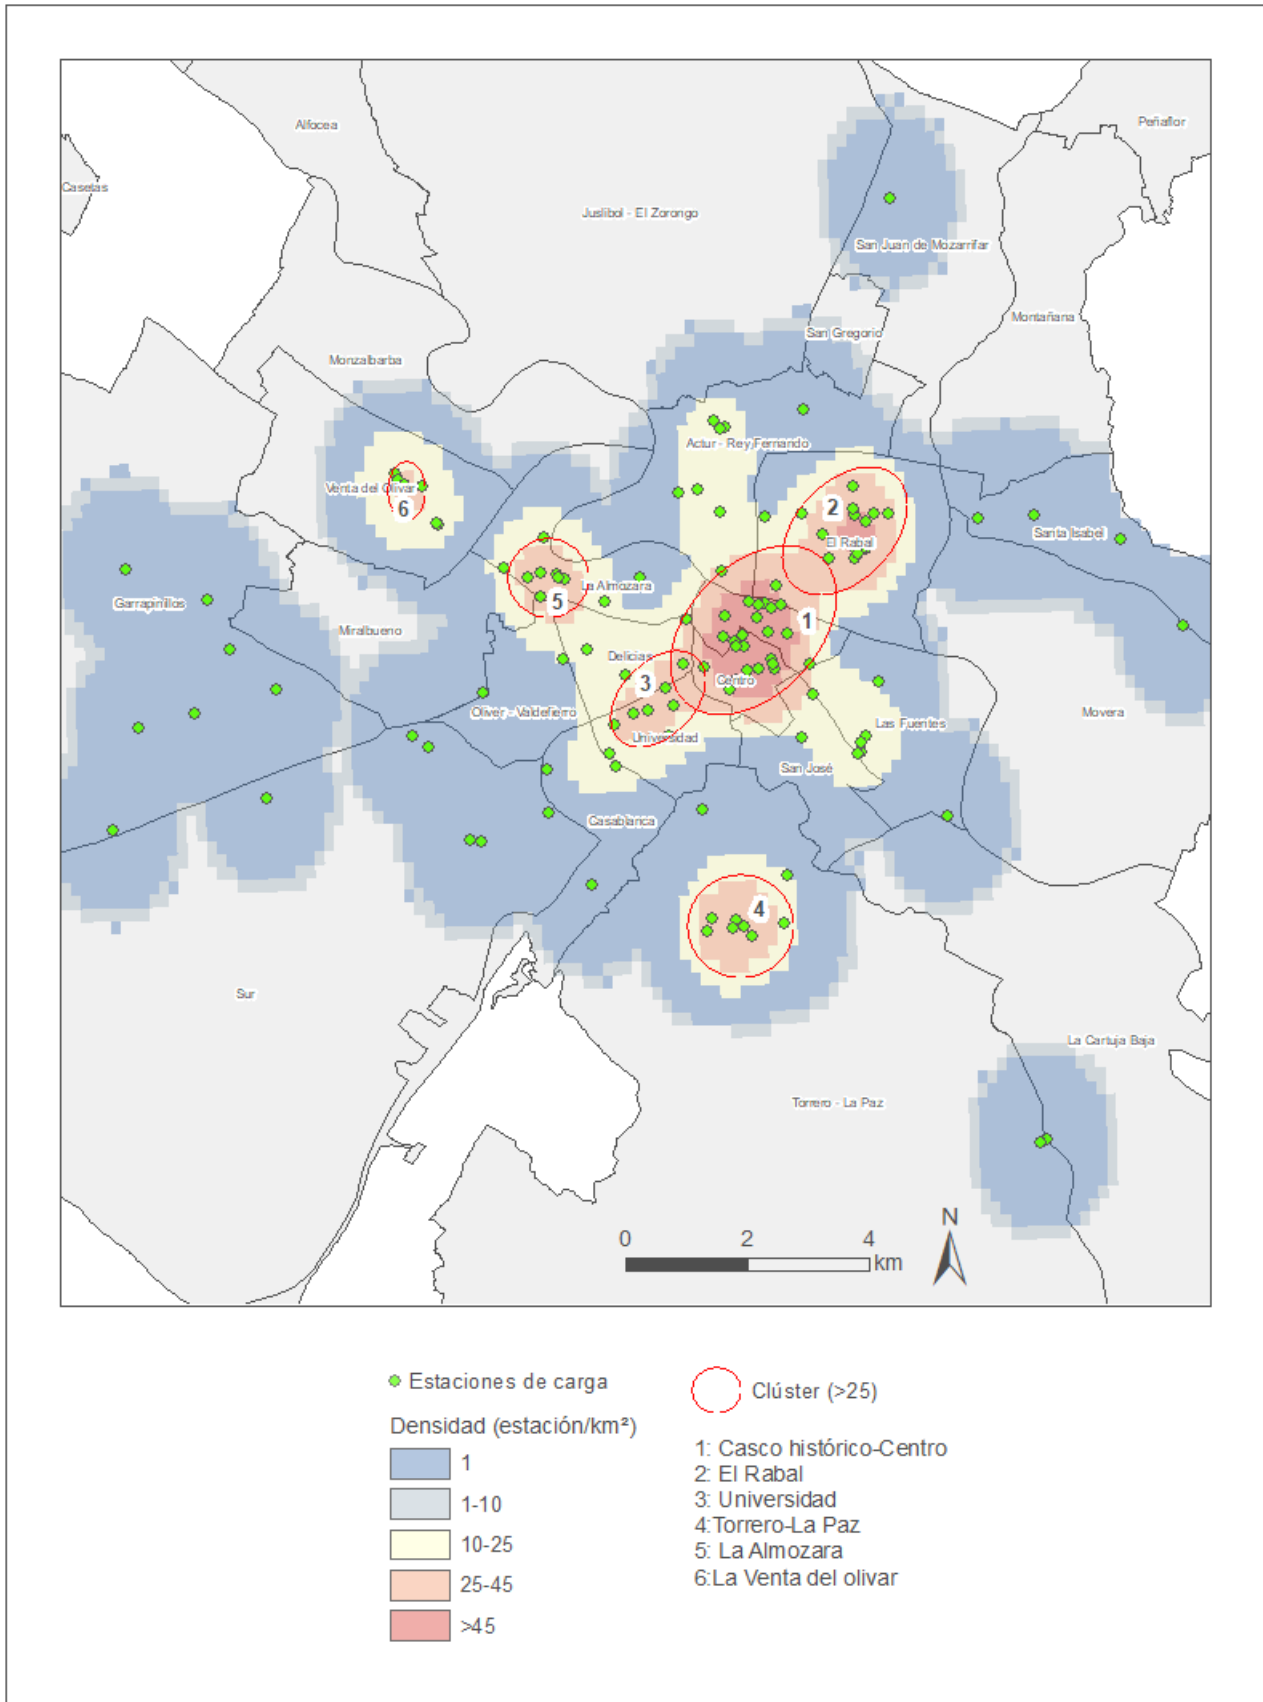 Alfocea
Peñaflor
Casetas
Juslibol - El Zorongo
San Juan de Mozarrifar
Montañana
San Gregorio
Monzalbarba
Actur - Rey Fernando
Venta del Olivar
6
2
El Rabal
Santa Isabel
La Almozara
5
Garrapinillos
1
Miralbueno
Delicias
3
Centro
Oliver - Valdefierro
Movera
Las Fuentes
Universidad
San José
Casablanca
4
Sur
La Cartuja Baja
Torrero - La Paz
N
0 2 4
km
Estaciones de carga
Densidad (estación/km²)
1
1-10
10-25
25-45
>45
Clúster (>25)
1: Casco histórico-Centro
2: El Rabal
3: Universidad
4:Torrero-La Paz
5: La Almozara
6:La Venta del olivar